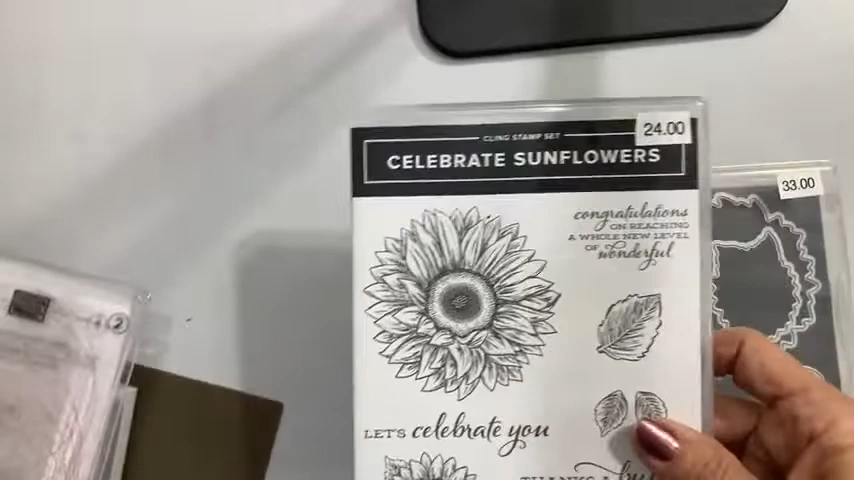 CLING STAMP SET
24.00
CELEBRATE SUNFLOWERS
33.00
congratulations
ON REACHING
A WHOLE NEW LEVEL
OF wonderful
LET'S celebrate you
THANKS A